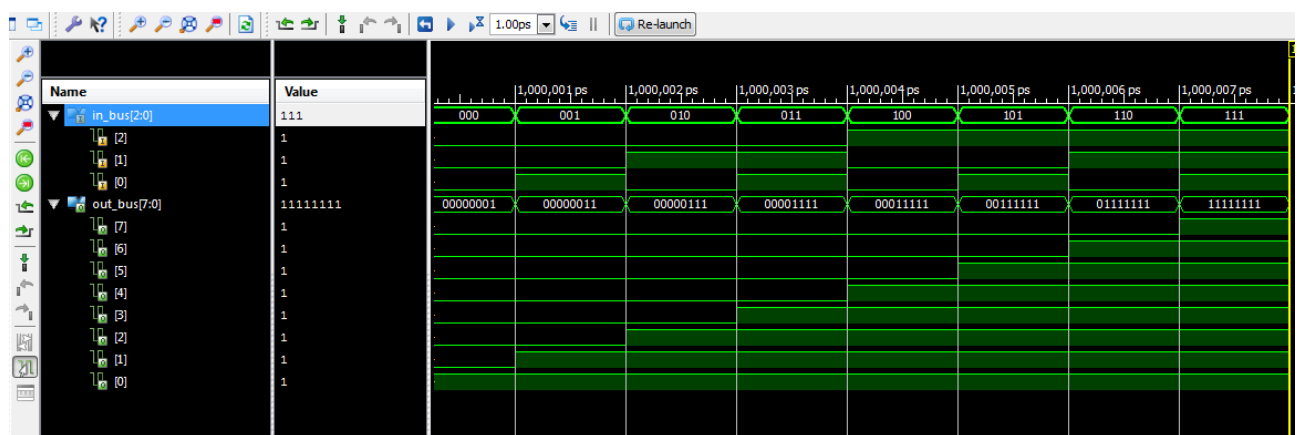 1.00ps Re-launch
1
Name Value
1,000,001 ps 1,000,002 ps 1,000,003 ps 1,000,004 ps 1,000,005 ps 1,000,006 ps 1,000,007 ps
in_bus[2:0] 111 000 001 010 011 100 101 110 111
[2] 1
[1] 1
[0] 1
out_bus[7:0] 11111111 00000001 00000011 00000111 00001111 00011111 00111111 01111111 11111111
[7] 1
[6] 1
[5] 1
[4] 1
[3] 1
[2] 1
[1] 1
[0] 1